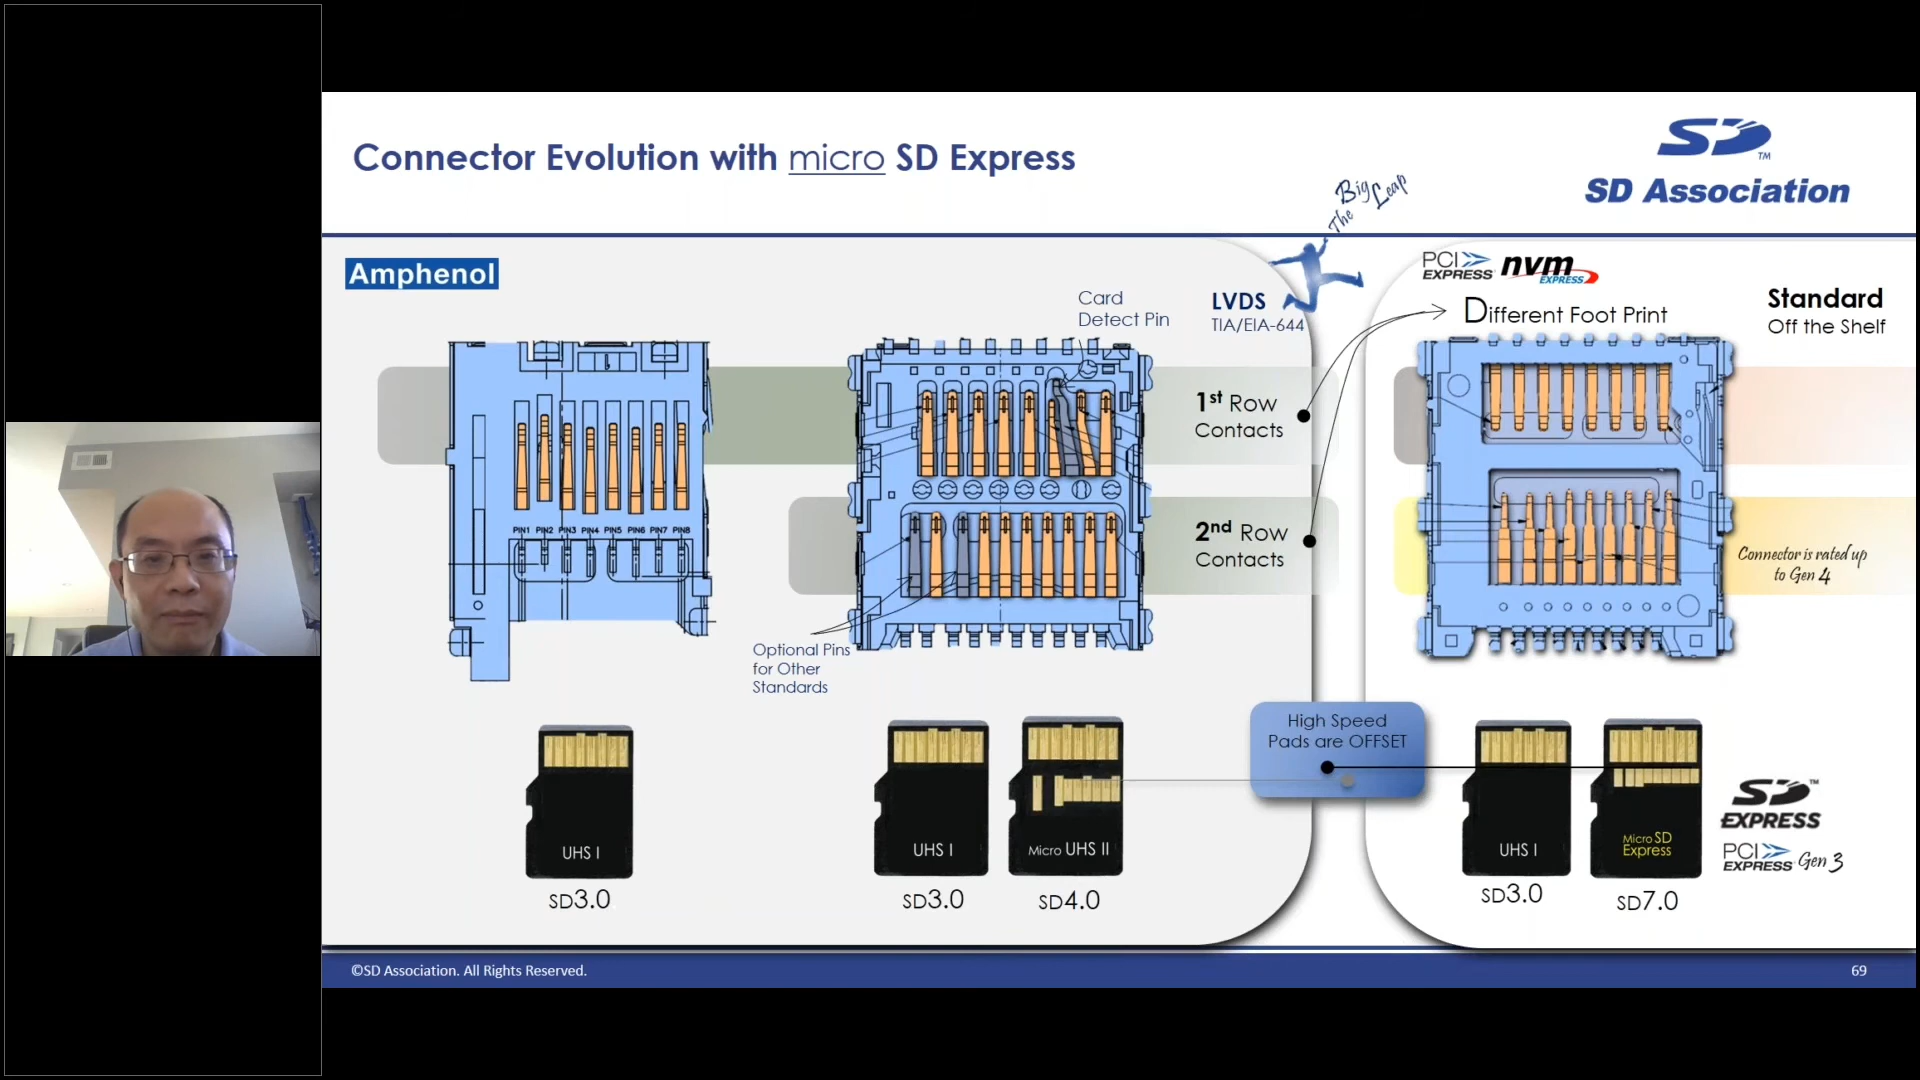 Connector Evolution with micro SD Express
SD
TM
SD Association
The Big Leap
Amphenol
Card
Detect Pin
LVDS
TIA/EIA-644
PCI
EXPRESS
nvm
EXPRESS
Different Foot Print
Standard
Off the Shelf
1st Row
Contacts
2nd Row
Contacts
PIN1 PIN2 PIN3 PIN4 PIN5 PIN6 PIN7 PIN8
Connector is rated up
to Gen 4
Optional Pins
for Other
Standards
High Speed
Pads are OFFSET
UHS I
SD3.0
UHS I
SD3.0
Micro UHS II
SD4.0
UHS I
SD3.0
Micro SD
Express
SD7.0
SD
TM
EXPRESS
PCI
EXPRESS Gen 3
©SD Association. All Rights Reserved.
69